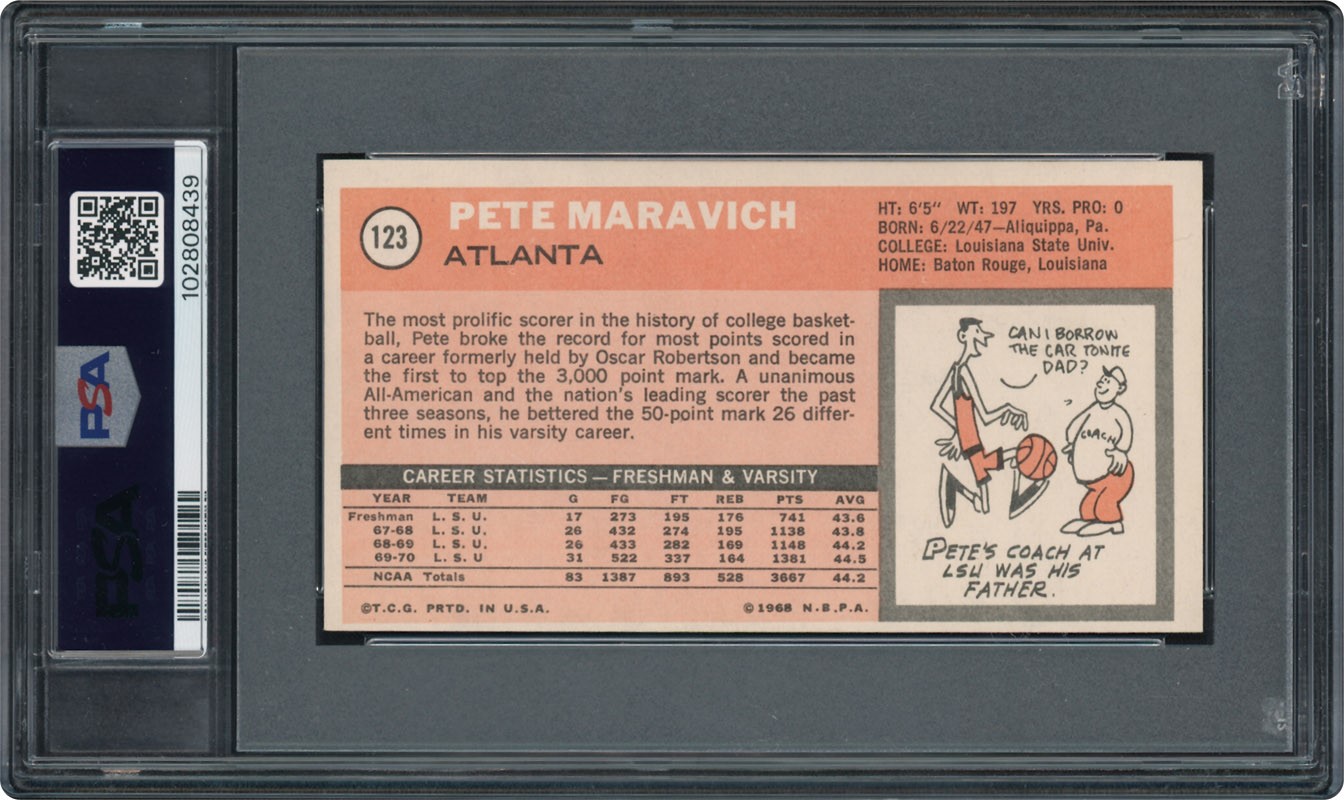 102808439
PSA
PSA
123
PETE MARAVICH
ATLANTA
HT: 6'5" WT: 197 YRS. PRO: 0
BORN: 6/22/47—Aliquippa, Pa.
COLLEGE: Louisiana State Univ.
HOME: Baton Rouge, Louisiana
The most prolific scorer in the history of college basket-
ball, Pete broke the record for most points scored in
a career formerly held by Oscar Robertson and became
the first to top the 3,000 point mark. A unanimous
All-American and the nation's leading scorer the past
three seasons, he bettered the 50-point mark 26 differ-
ent times in his varsity career.
CAREER STATISTICS — FRESHMAN & VARSITY
YEAR TEAM G FG FT REB PTS AVG
Freshman L. S. U. 17 273 195 176 741 43.6
67-68 L. S. U. 26 432 274 195 1138 43.8
68-69 L. S. U. 26 433 282 169 1148 44.2
69-70 L. S. U 31 522 337 164 1381 44.5
NCAA Totals 83 1387 893 528 3667 44.2
©T.C.G. PRTD. IN U.S.A. ©1968 N.B.P.A.
CAN I BORROW
THE CAR TONITE
DAD?
COACH
PETE'S COACH AT
LSU WAS HIS
FATHER.